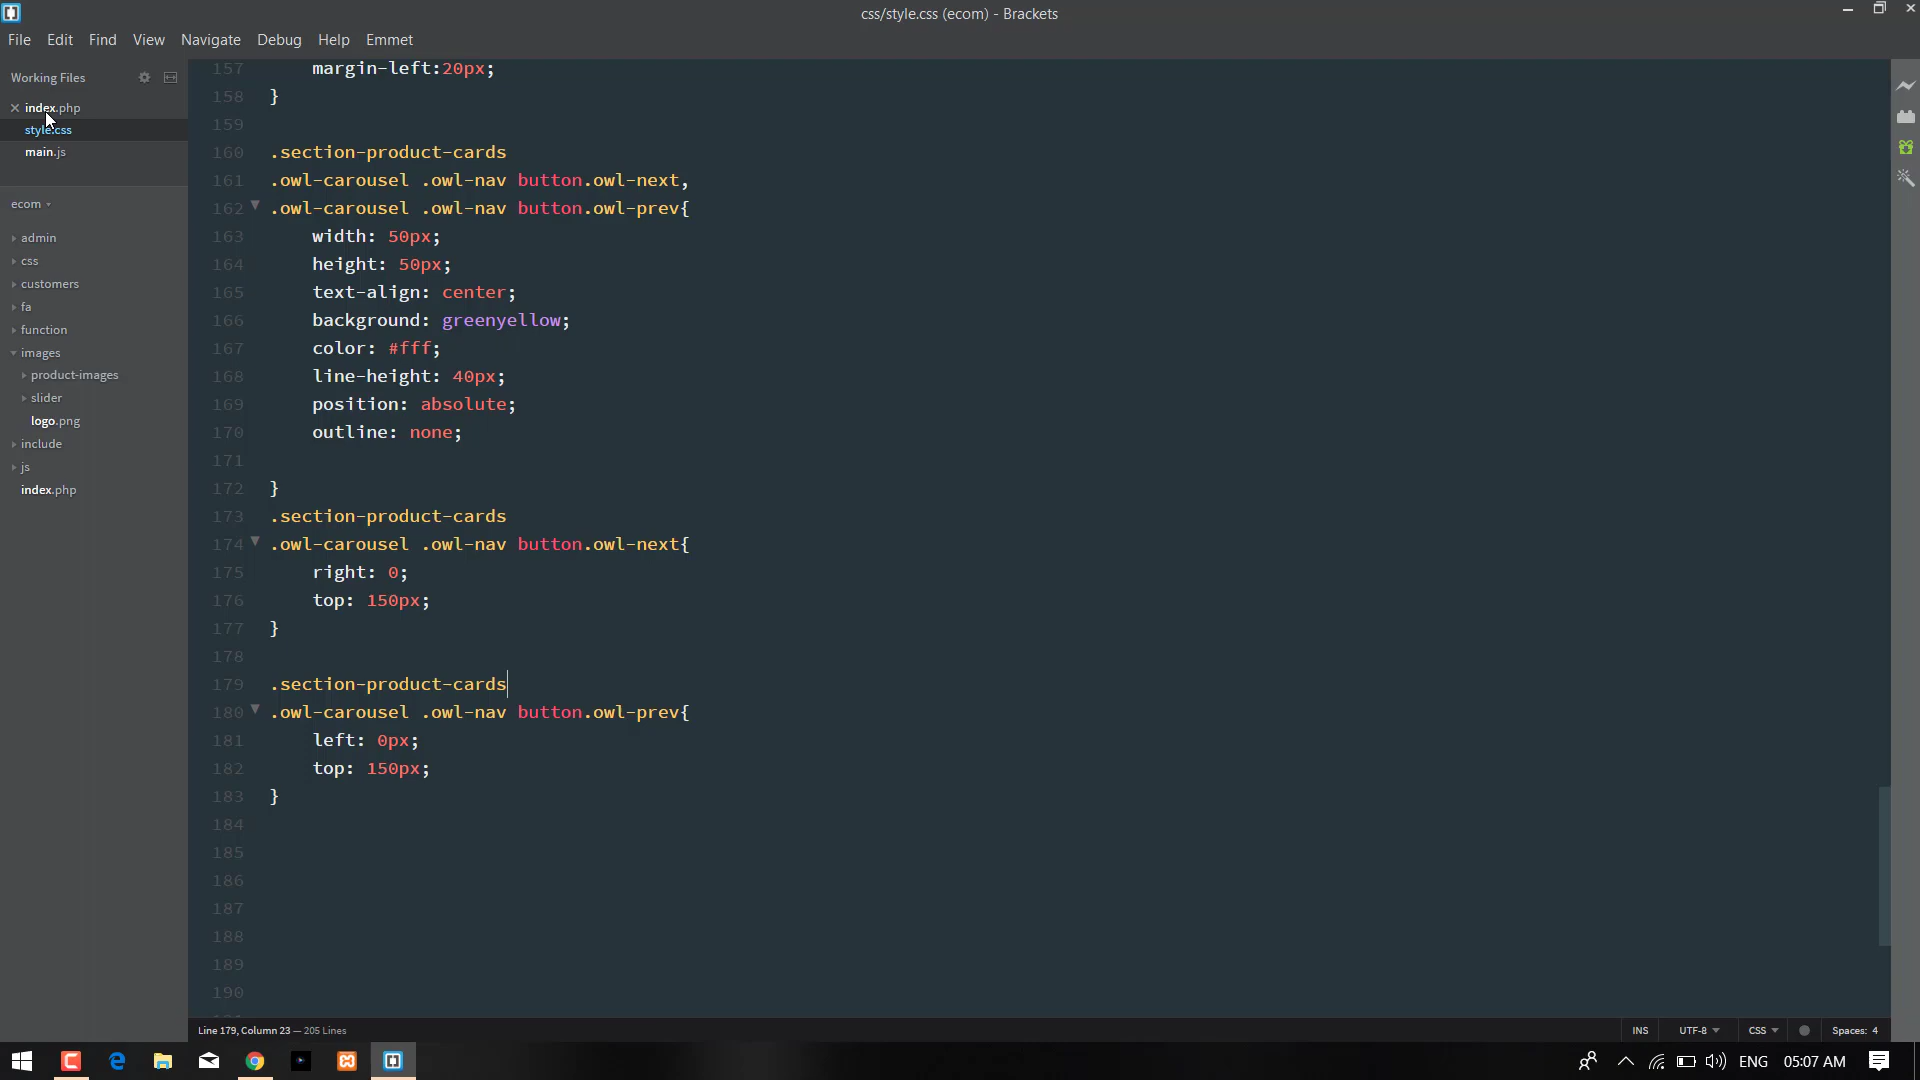 css/style.css (ecom) - Brackets
File Edit Find View Navigate Debug Help Emmet
Working Files
index.php
style.css
main.js
ecom
admin
css
customers
fa
function
images
product-images
slider
logo.png
include
js
index.php
157 margin-left:20px;
158 }
159
160 .section-product-cards
161 .owl-carousel .owl-nav button.owl-next,
162 .owl-carousel .owl-nav button.owl-prev{
163 width: 50px;
164 height: 50px;
165 text-align: center;
166 background: greenyellow;
167 color: #fff;
168 line-height: 40px;
169 position: absolute;
170 outline: none;
171
172 }
173 .section-product-cards
174 .owl-carousel .owl-nav button.owl-next{
175 right: 0;
176 top: 150px;
177 }
178
179 .section-product-cards
180 .owl-carousel .owl-nav button.owl-prev{
181 left: 0px;
182 top: 150px;
183 }
184
185
186
187
188
189
190
Line 179, Column 23 — 205 Lines
INS UTF-8 CSS Spaces: 4
ENG 05:07 AM